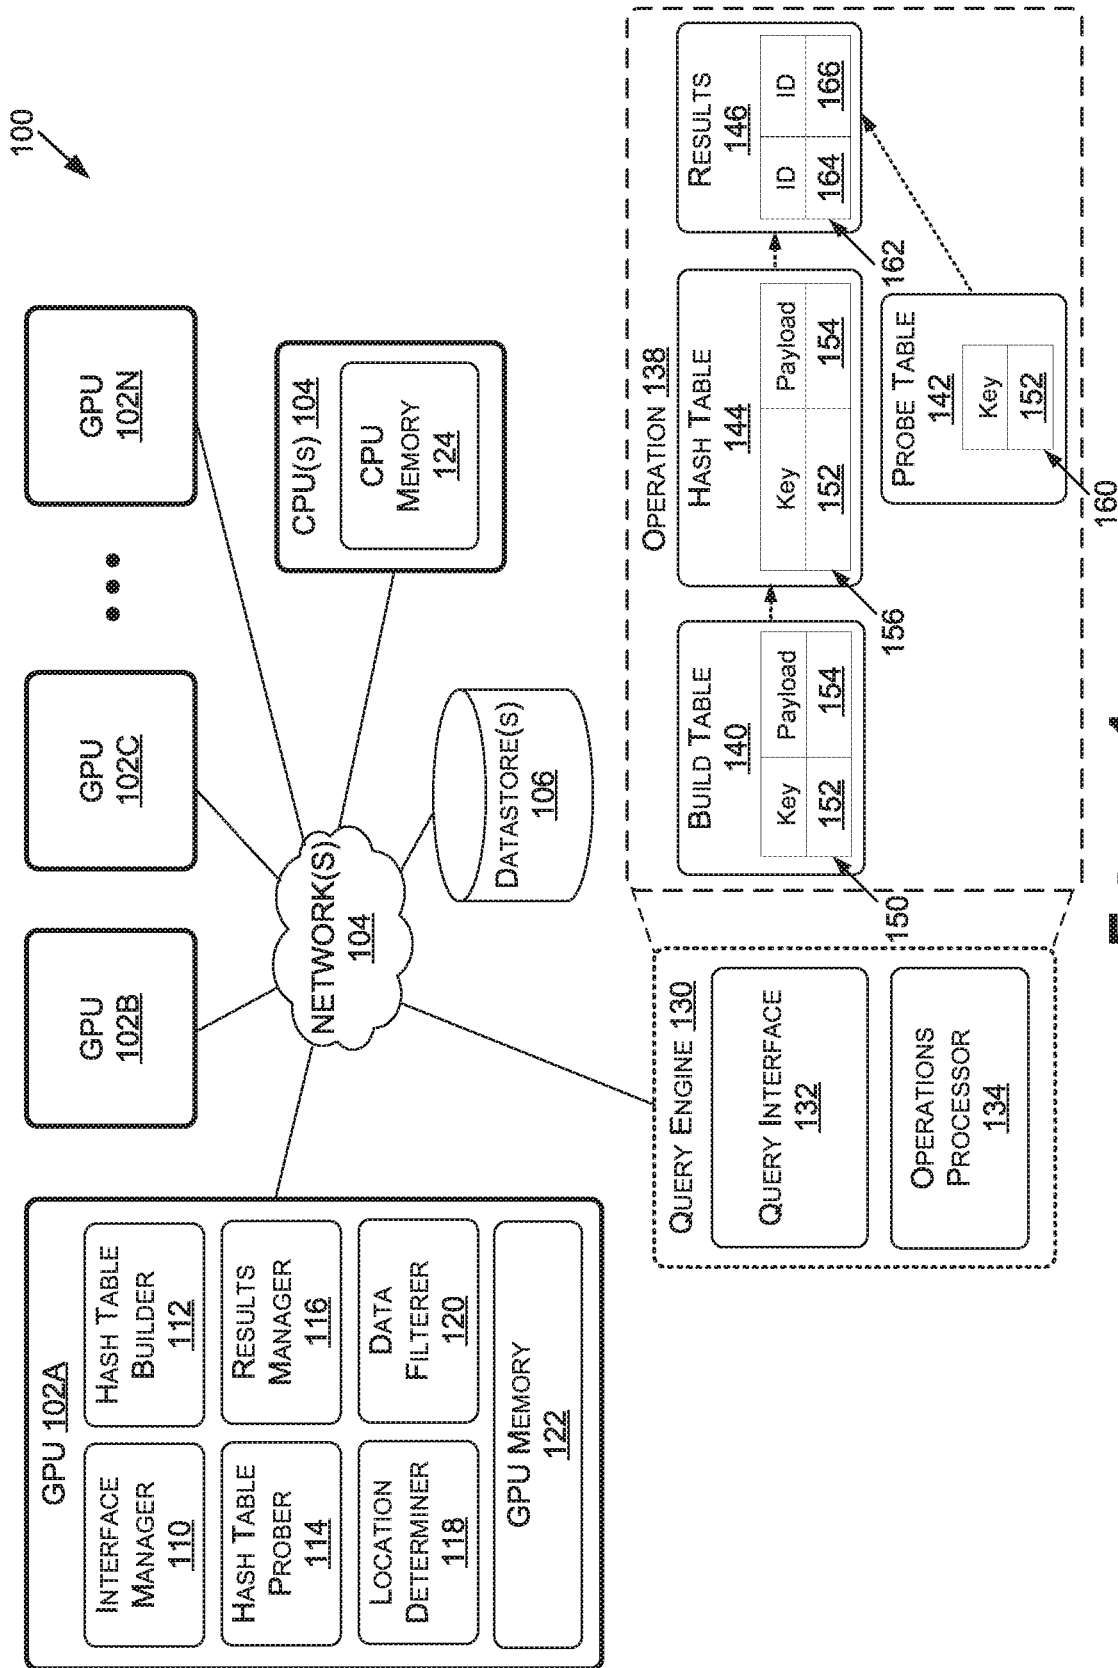 100
GPU 102A
INTERFACE
MANAGER
110
HASH TABLE
BUILDER
112
HASH TABLE
PROBER
114
RESULTS
MANAGER
116
LOCATION
DETERMINER
118
DATA
FILTERER
120
GPU MEMORY
122
GPU
102B
GPU
102C
GPU
102N
NETWORK(S)
104
CPU(S) 104
CPU
MEMORY
124
DATASTORE(S)
106
QUERY ENGINE 130
QUERY INTERFACE
132
OPERATIONS
PROCESSOR
134
OPERATION 138
BUILD TABLE
140
Key Payload
152 154
150
HASH TABLE
144
Key Payload
152 154
156
RESULTS
146
ID ID
164 166
162
PROBE TABLE
142
Key
152
160